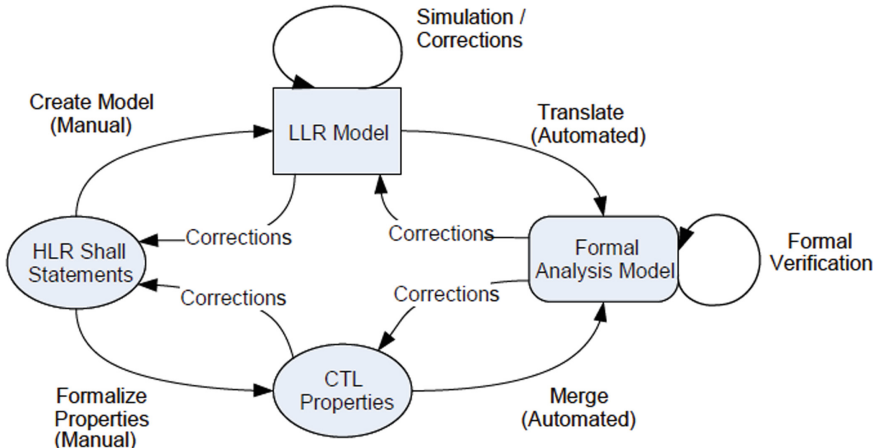 Simulation /
Corrections
Create Model
(Manual)
LLR Model
Translate
(Automated)
Corrections
Corrections
HLR Shall
Statements
Formal
Analysis Model
Formal
Verification
Corrections
Corrections
CTL
Properties
Formalize
Properties
(Manual)
Merge
(Automated)